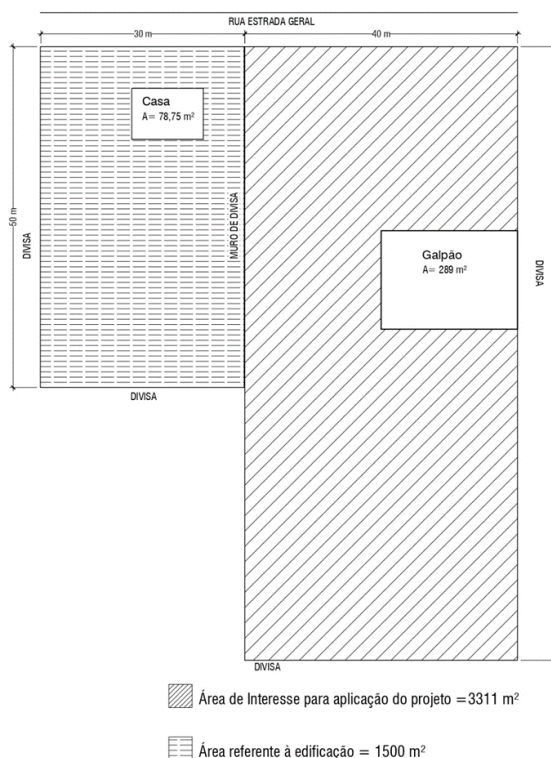 RUA ESTRADA GERAL
30 m
40 m
Casa
A= 78,75 m²
50 m
DIVISA
MURO DE DIVISA
Galpão
A= 289 m²
DIVISA
DIVISA
DIVISA
Área de Interesse para aplicação do projeto =3311 m²
Área referente à edificação = 1500 m²